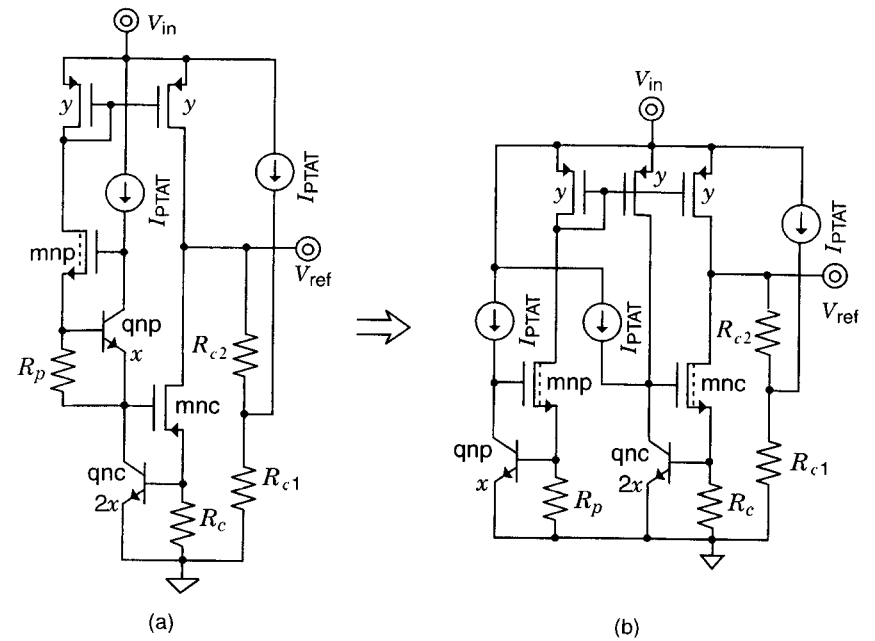 V_in
y
y
I_PTAT
I_PTAT
mnp
V_ref
qnp
x
R_p
R_c2
mnc
qnc
2x
R_c
R_c1
(a)
V_in
y
y
y
I_PTAT
V_ref
I_PTAT
I_PTAT
R_c2
mnp
mnc
qnp
x
qnc
2x
R_p
R_c
R_c1
(b)